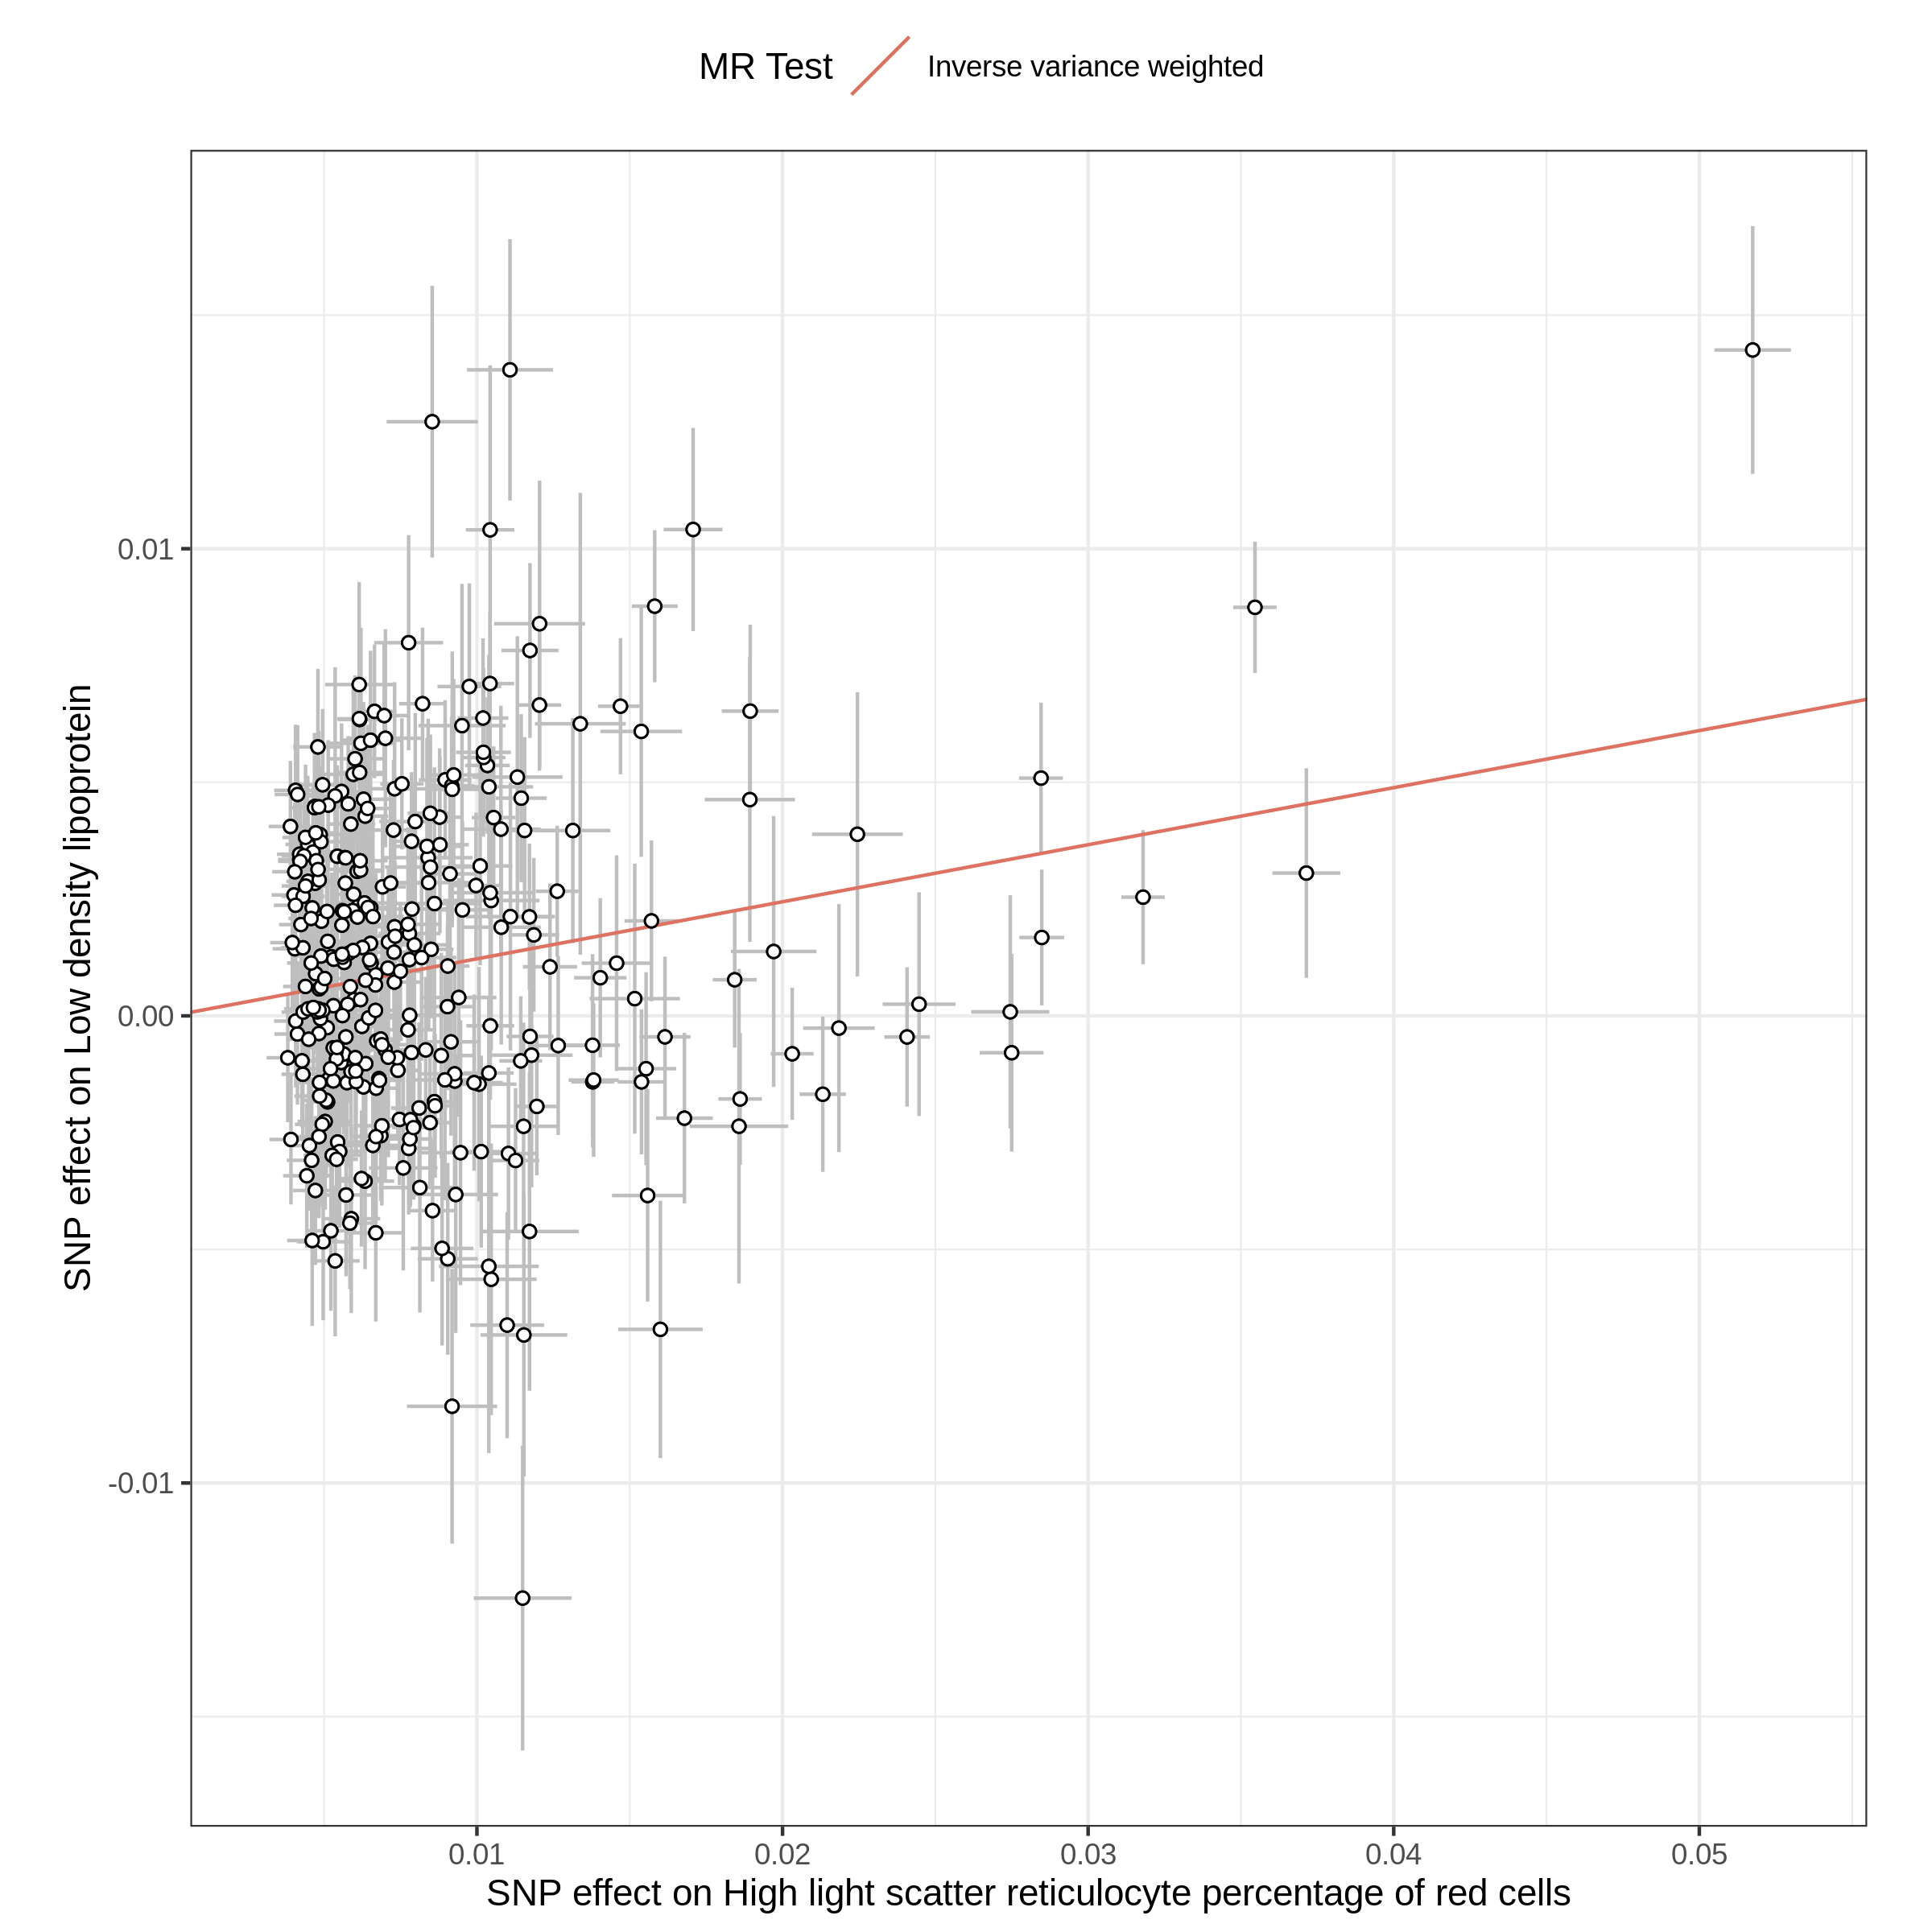 MR Test Inverse variance weighted
SNP effect on Low density lipoprotein
0.01
0.00
-0.01
0.01 0.02 0.03 0.04 0.05
SNP effect on High light scatter reticulocyte percentage of red cells